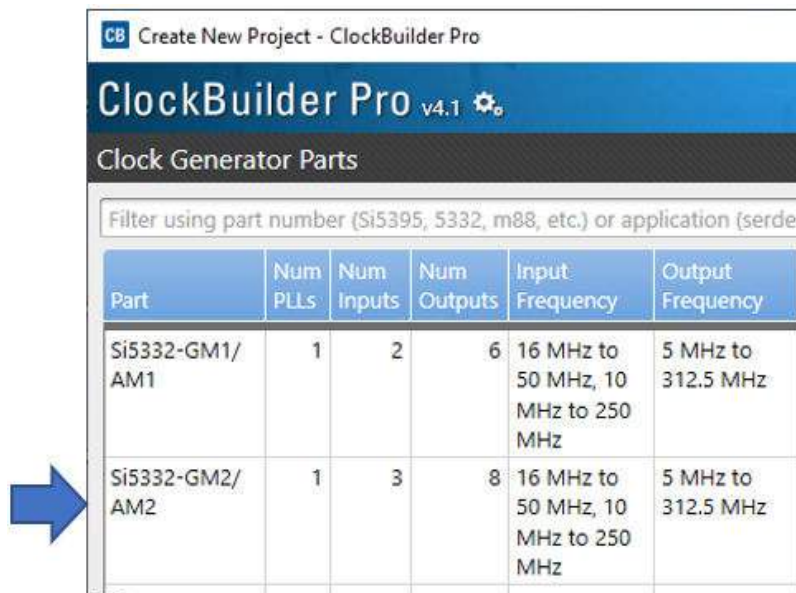 CB Create New Project - ClockBuilder Pro
ClockBuilder Pro v4.1
Clock Generator Parts
Filter using part number (Si5395, 5332, m88, etc.) or application (serde
Part Num PLLs Num Inputs Num Outputs Input Frequency Output Frequency
Si5332-GM1/ 1 2 6 16 MHz to 5 MHz to
AM1 50 MHz, 10 312.5 MHz
MHz to 250
MHz
Si5332-GM2/ 1 3 8 16 MHz to 5 MHz to
AM2 50 MHz, 10 312.5 MHz
MHz to 250
MHz